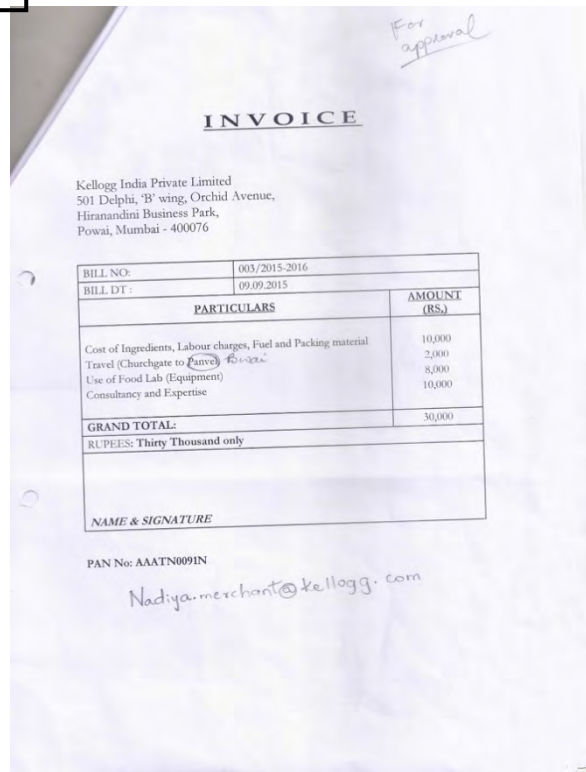 For
approval
INVOICE
Kellogg India Private Limited
501 Delphi, ‘B’ wing, Orchid Avenue,
Hiranandini Business Park,
Powai, Mumbai - 400076
BILL NO: 003/2015-2016
BILL DT : 09.09.2015
PARTICULARS AMOUNT (RS.)
Cost of Ingredients, Labour charges, Fuel and Packing material 10,000
Travel (Churchgate to Panvel) 2,000
Use of Food Lab (Equipment) 8,000
Consultancy and Expertise 10,000
GRAND TOTAL: 30,000
RUPEES: Thirty Thousand only
NAME & SIGNATURE
PAN No: AAATN0091N
Nadiya.merchant@kellogg.com